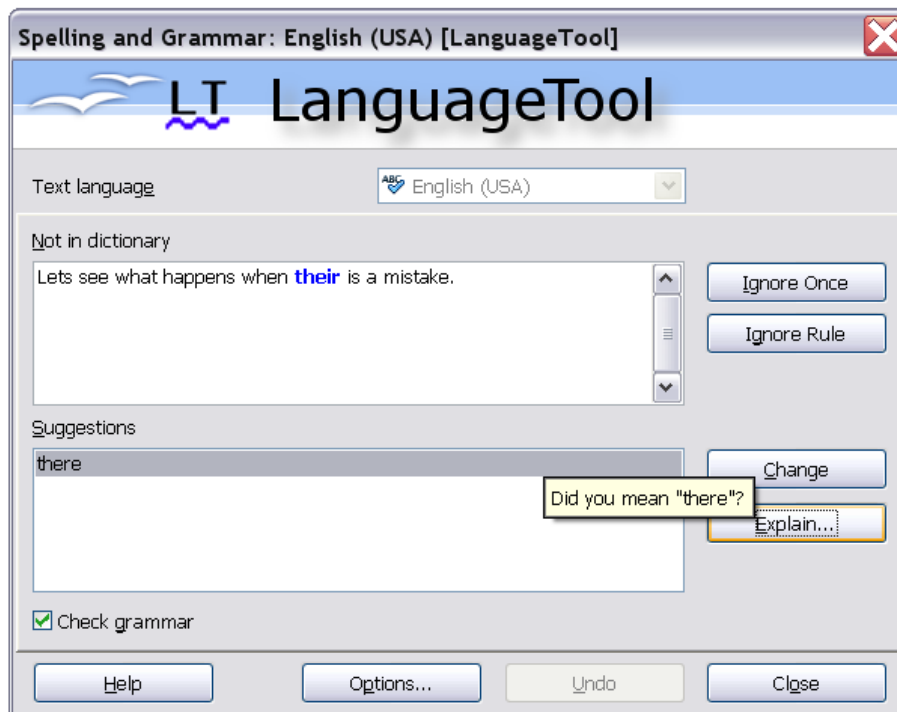 Spelling and Grammar: English (USA) [LanguageTool]
LT LanguageTool
Text language
ABC English (USA)
Not in dictionary
Lets see what happens when their is a mistake.
Ignore Once
Ignore Rule
Suggestions
there
Change
Did you mean "there"?
Explain...
Check grammar
Help
Options...
Undo
Close